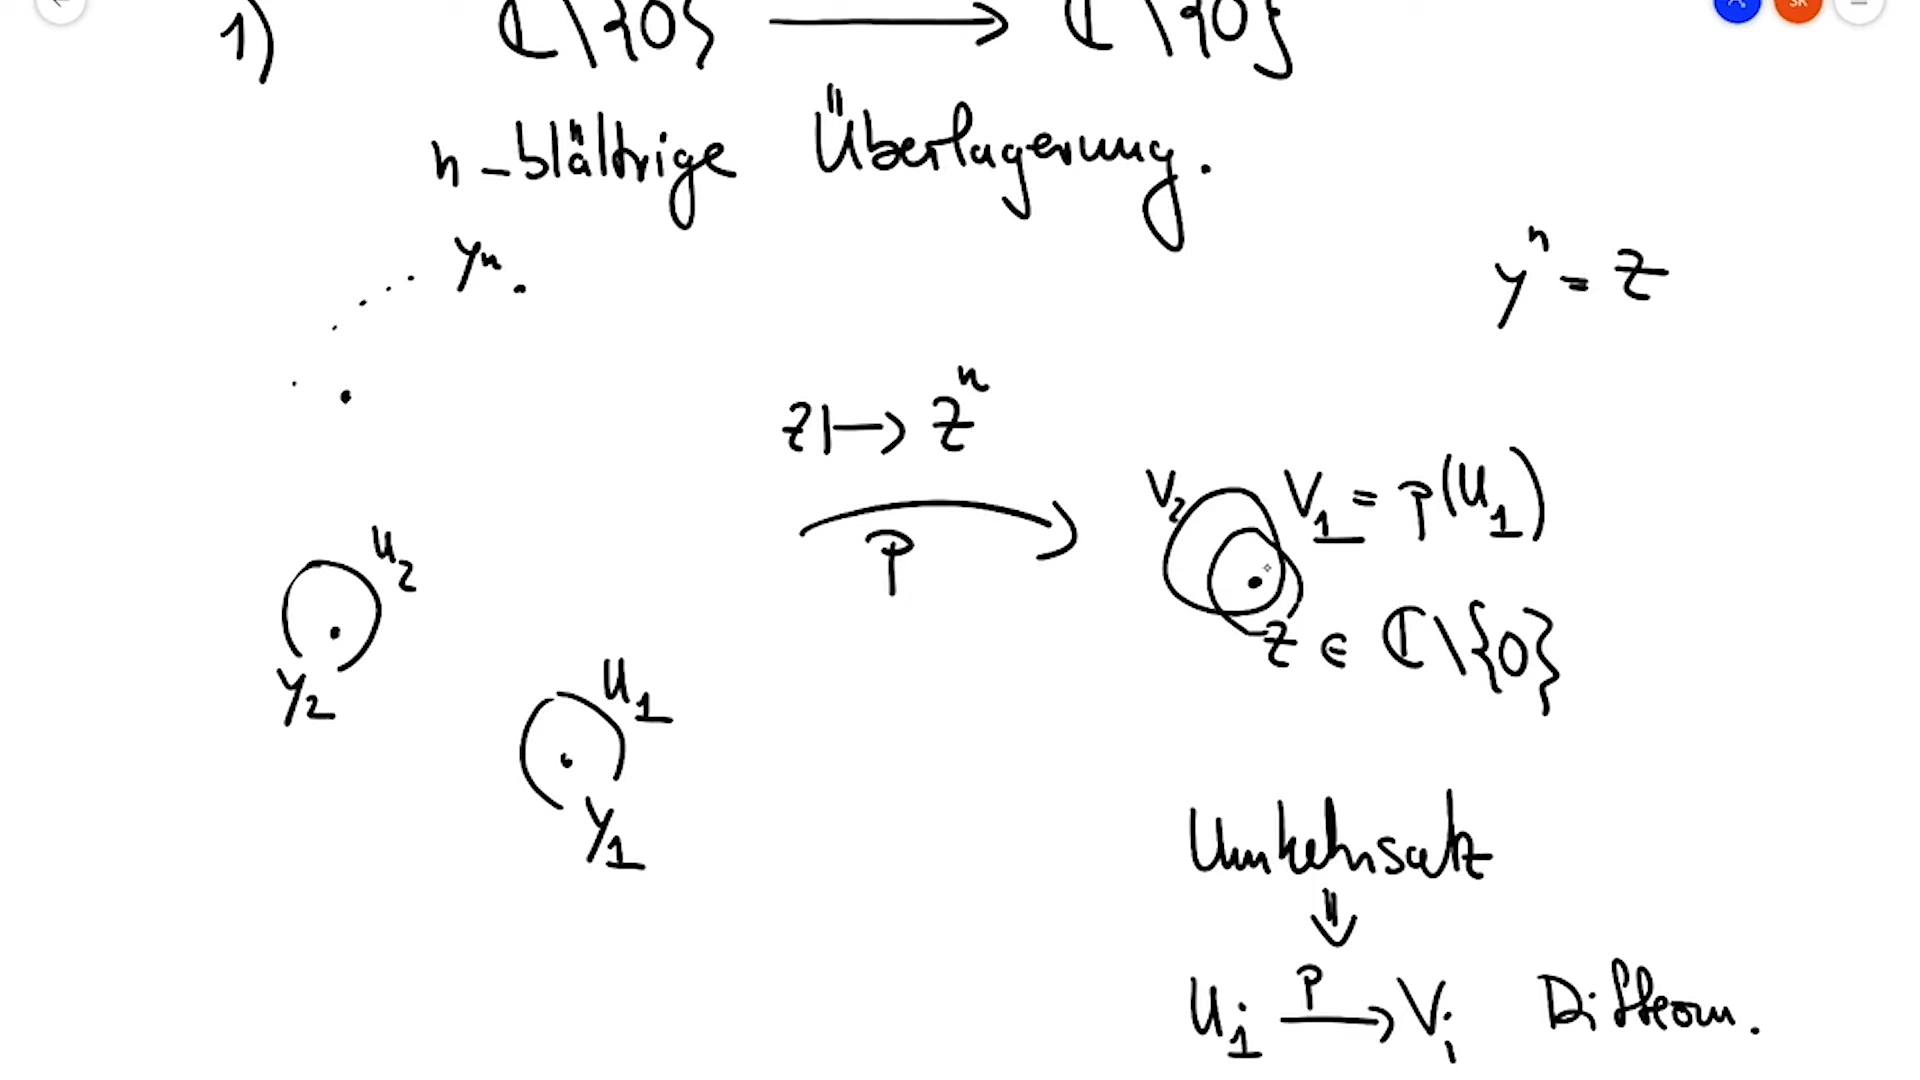 1) ℂ\{0} ⟶ ℂ\{0}
n-blättrige Überlagerung.
yₙ.
yⁿ = z
z ↦ zⁿ
p
V₂ V₁ = p(U₁)
z ∈ ℂ\{0}
U₂
y₂
U₁
y₁
Umkehrsatz
⇓
Uᵢ —p→ Vᵢ Diffeom.
SK